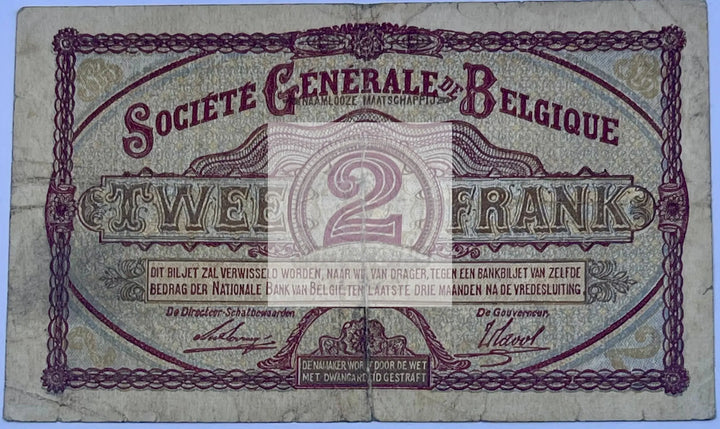 SOCIÉTÉ GÉNÉRALE DE BELGIQUE
NAAMLOOZE MAATSCHAPPIJ
TWEE 2 FRANK
DIT BILJET ZAL VERWISSELD WORDEN, NAAR WIL VAN DRAGER, TEGEN EEN BANKBILJET VAN ZELFDE
BEDRAG DER NATIONALE BANK VAN BELGIË, TEN LAATSTE DRIE MAANDEN NA DE VREDESLUITING.
De Directeur-Schatbewaarder, De Gouverneur,
DE NAMAKER WORDT DOOR DE WET
MET DWANGARBEID GESTRAFT
2